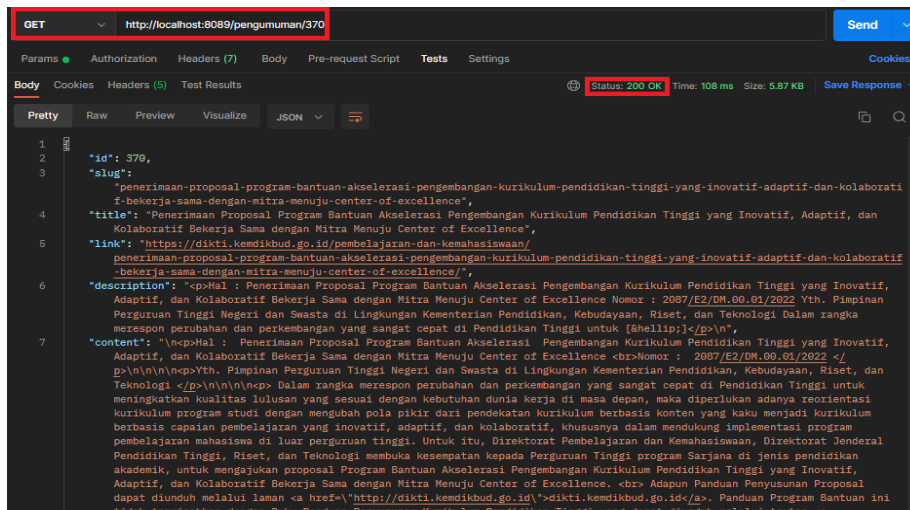 GET http://localhost:8089/pengumuman/370 Send
Params Authorization Headers (7) Body Pre-request Script Tests Settings Cookies
Body Cookies Headers (5) Test Results Status: 200 OK Time: 108 ms Size: 5.87 KB Save Response
Pretty Raw Preview Visualize JSON
1 {
2 "id": 370,
3 "slug":
"penerimaan-proposal-program-bantuan-akselerasi-pengembangan-kurikulum-pendidikan-tinggi-yang-inovatif-adaptif-dan-kolaborati
f-bekerja-sama-dengan-mitra-menuju-center-of-excellence",
4 "title": "Penerimaan Proposal Program Bantuan Akselerasi Pengembangan Kurikulum Pendidikan Tinggi yang Inovatif, Adaptif, dan
Kolaboratif Bekerja Sama dengan Mitra Menuju Center of Excellence",
5 "link": "https://dikti.kemdikbud.go.id/pembelajaran-dan-kemahasiswaan/
penerimaan-proposal-program-bantuan-akselerasi-pengembangan-kurikulum-pendidikan-tinggi-yang-inovatif-adaptif-dan-kolaboratif
-bekerja-sama-dengan-mitra-menuju-center-of-excellence/",
6 "description": "<p>Hal : Penerimaan Proposal Program Bantuan Akselerasi Pengembangan Kurikulum Pendidikan Tinggi yang Inovatif,
Adaptif, dan Kolaboratif Bekerja Sama dengan Mitra Menuju Center of Excellence Nomor : 2087/E2/DM.00.01/2022 Yth. Pimpinan
Perguruan Tinggi Negeri dan Swasta di Lingkungan Kementerian Pendidikan, Kebudayaan, Riset, dan Teknologi Dalam rangka
merespon perubahan dan perkembangan yang sangat cepat di Pendidikan Tinggi untuk [&hellip;]</p>\n",
7 "content": "\n<p>Hal : Penerimaan Proposal Program Bantuan Akselerasi Pengembangan Kurikulum Pendidikan Tinggi yang Inovatif,
Adaptif, dan Kolaboratif Bekerja Sama dengan Mitra Menuju Center of Excellence <br>Nomor : 2087/E2/DM.00.01/2022 </
p>\n\n\n\n<p>Yth. Pimpinan Perguruan Tinggi Negeri dan Swasta di Lingkungan Kementerian Pendidikan, Kebudayaan, Riset, dan
Teknologi </p>\n\n\n\n<p> Dalam rangka merespon perubahan dan perkembangan yang sangat cepat di Pendidikan Tinggi untuk
meningkatkan kualitas lulusan yang sesuai dengan kebutuhan dunia kerja di masa depan, maka diperlukan adanya reorientasi
kurikulum program studi dengan mengubah pola pikir dari pendekatan kurikulum berbasis konten yang kaku menjadi kurikulum
berbasis capaian pembelajaran yang inovatif, adaptif, dan kolaboratif, khususnya dalam mendukung implementasi program
pembelajaran mahasiswa di luar perguruan tinggi. Untuk itu, Direktorat Pembelajaran dan Kemahasiswaan, Direktorat Jenderal
Pendidikan Tinggi, Riset, dan Teknologi membuka kesempatan kepada Perguruan Tinggi program Sarjana di jenis pendidikan
akademik, untuk mengajukan proposal Program Bantuan Akselerasi Pengembangan Kurikulum Pendidikan Tinggi yang Inovatif,
Adaptif, dan Kolaboratif Bekerja Sama dengan Mitra Menuju Center of Excellence. <br> Adapun Panduan Penyusunan Proposal
dapat diunduh melalui laman <a href=\"http://dikti.kemdikbud.go.id\">dikti.kemdikbud.go.id</a>. Panduan Program Bantuan ini